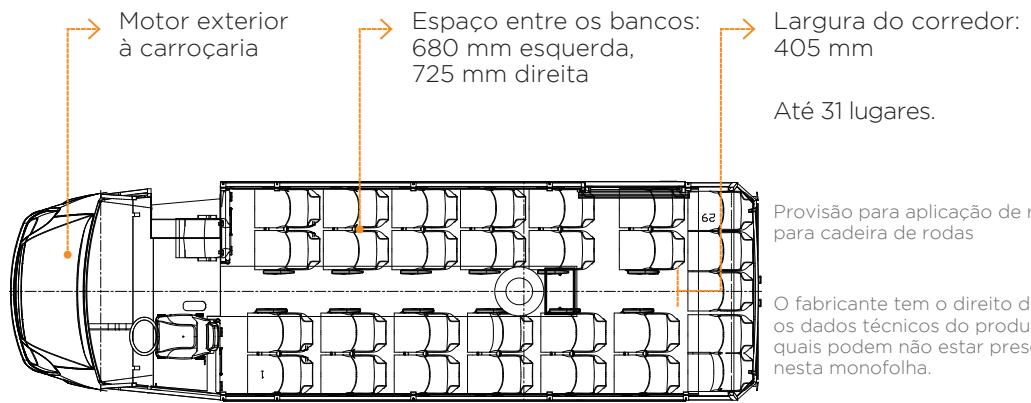 Motor exterior
à carroçaria
Espaço entre os bancos:
680 mm esquerda,
725 mm direita
Largura do corredor:
405 mm
Até 31 lugares.
29
Provisão para aplicação de
para cadeira de rodas
O fabricante tem o direito
os dados técnicos do
quais podem não estar
nesta monofolha.
1